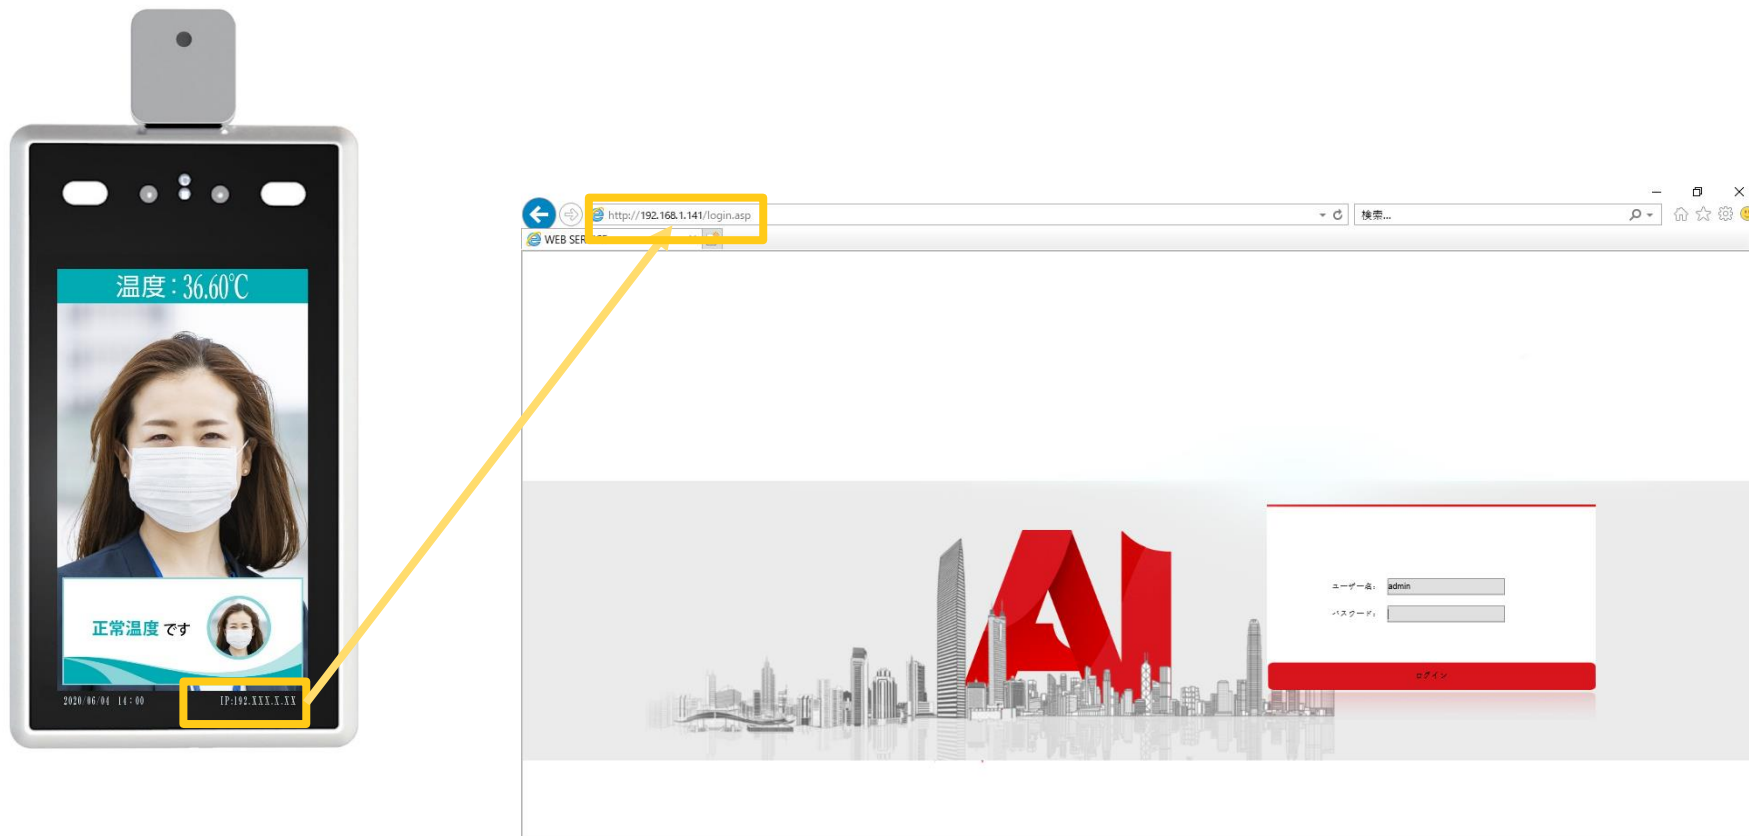 温度：36.60℃
正常温度です
2020/06/04 14:00
IP:192.XXX.X.XX
http://192.168.1.141/login.asp
検索...
WEB SER
AI
ユーザー名：
admin
パスワード：
ログイン